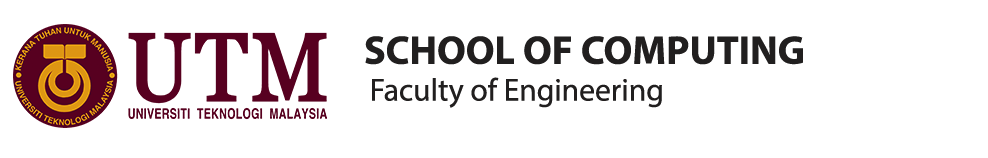 KERANA TUHAN UNTUK MANUSIA
UNIVERSITI TEKNOLOGI MALAYSIA
UTM
UNIVERSITI TEKNOLOGI MALAYSIA
SCHOOL OF COMPUTING
Faculty of Engineering